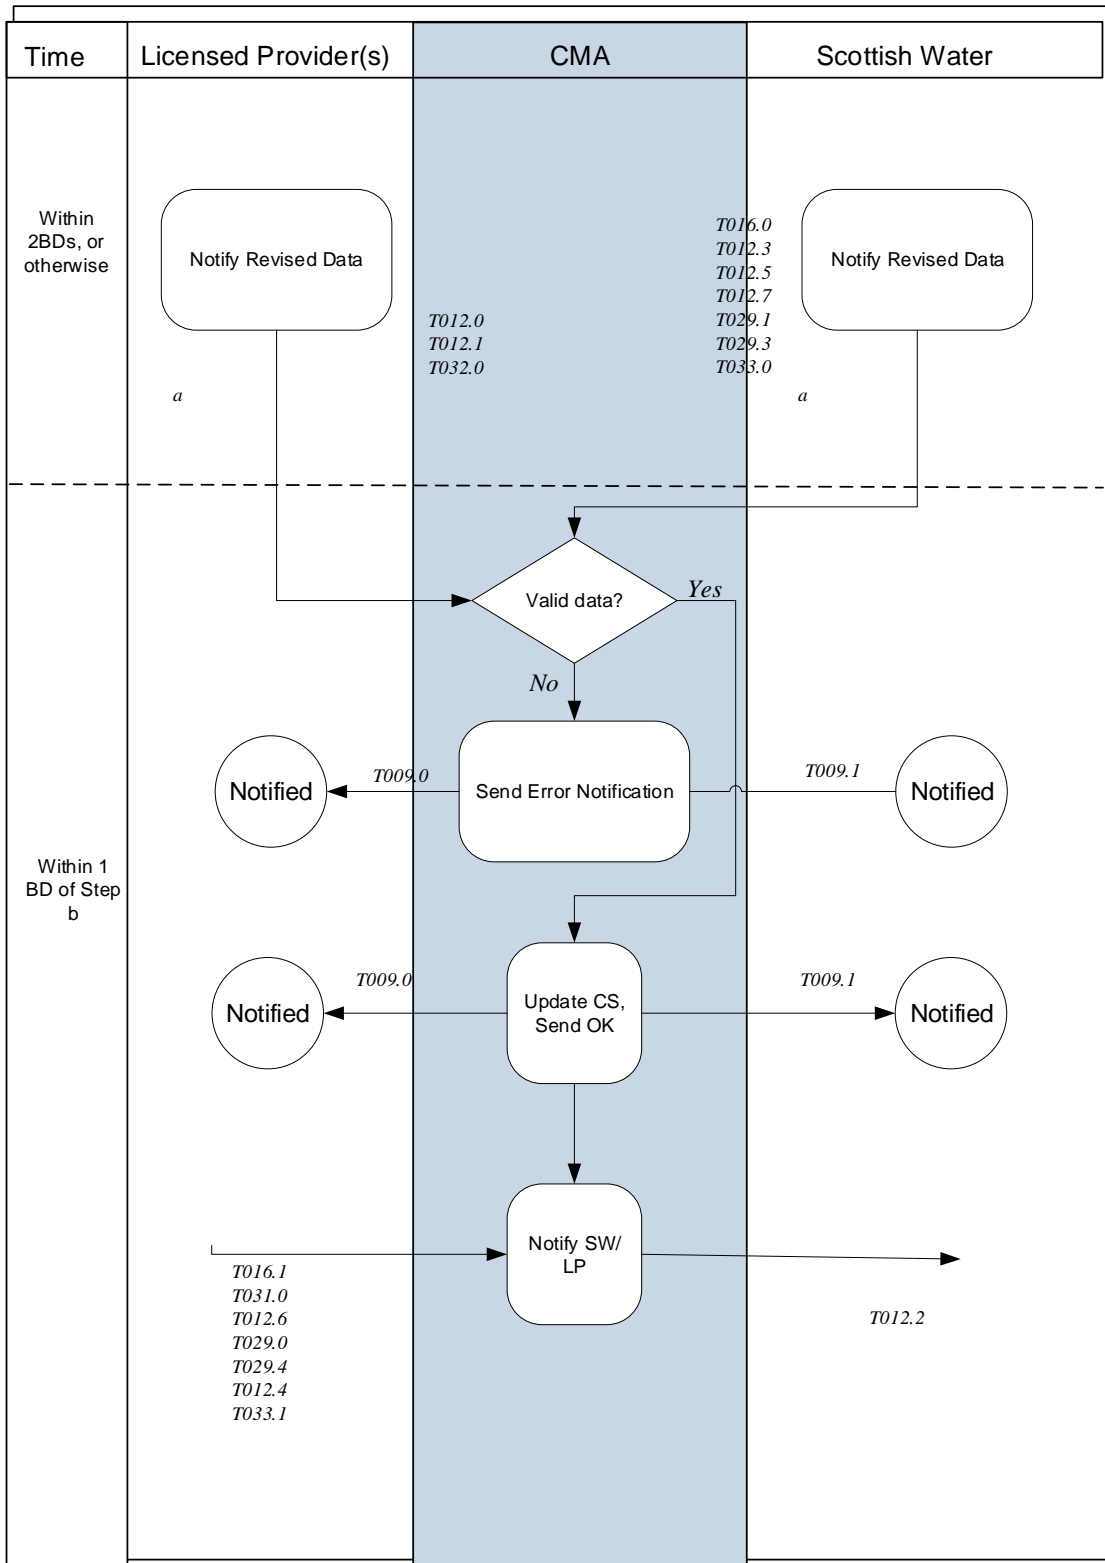 Time
Licensed Provider(s)
CMA
Scottish Water
Within
2BDs, or
otherwise
Notify Revised Data
a
T012.0
T012.1
T032.0
T016.0
T012.3
T012.5
T012.7
T029.1
T029.3
T033.0
Notify Revised Data
a
Valid data?
Yes
No
Within 1
BD of Step
b
Notified
T009.0
Send Error Notification
T009.1
Notified
Notified
T009.0
Update CS,
Send OK
T009.1
Notified
Notify SW/
LP
T016.1
T031.0
T012.6
T029.0
T029.4
T012.4
T033.1
T012.2